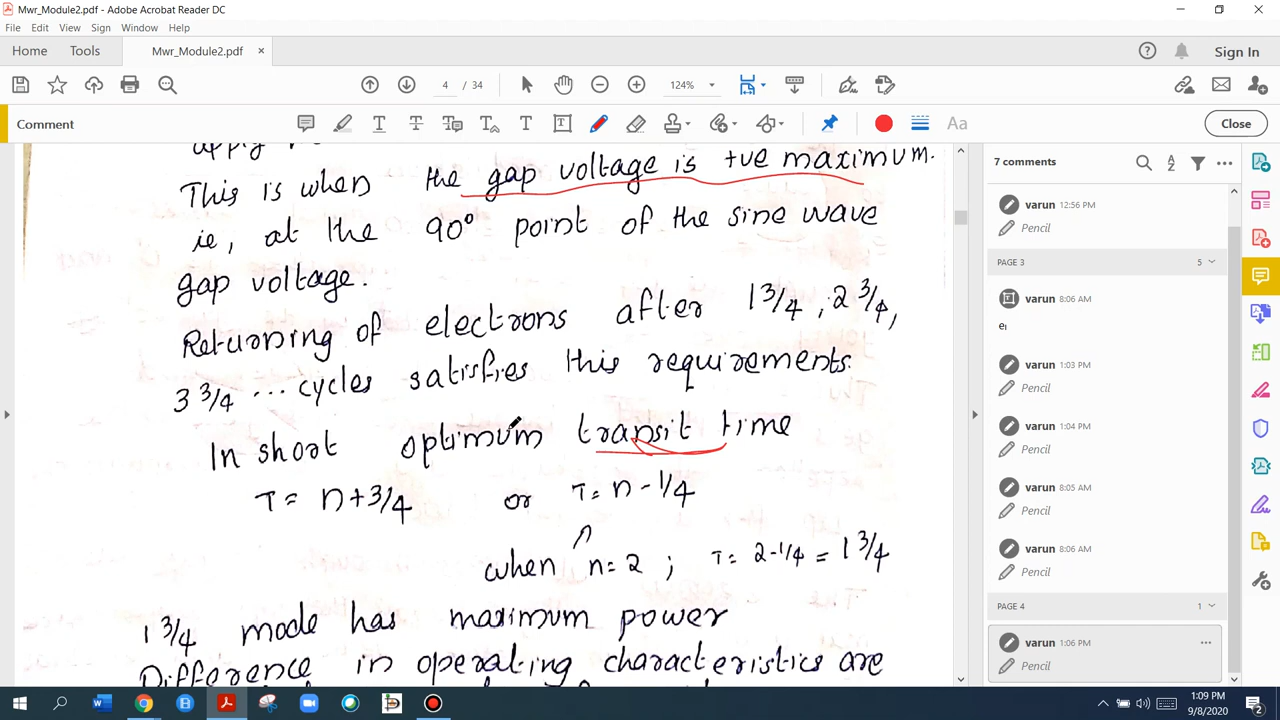 Mwr_Module2.pdf - Adobe Acrobat Reader DC
File Edit View Sign Window Help
Home Tools Mwr_Module2.pdf × Sign In
4 / 34 124%
Comment Aa Close
apply
This is when the gap voltage is +ve maximum.
ie, at the 90° point of the sine wave
gap voltage.
Returning of electrons after 1 3/4, 2 3/4,
3 3/4 ... cycles satisfies this requirements.
In short optimum transit time
T = n+3/4 or T = n - 1/4
when n=2 ; T = 2-1/4 = 1 3/4
1 3/4 mode has maximum power
Difference in operating characteristics are
7 comments
varun 12:56 PM
Pencil
PAGE 3 5
varun 8:06 AM
varun 1:03 PM
Pencil
varun 1:04 PM
Pencil
varun 8:05 AM
Pencil
varun 8:06 AM
Pencil
PAGE 4 1
varun 1:06 PM
Pencil
1:09 PM
9/8/2020
2